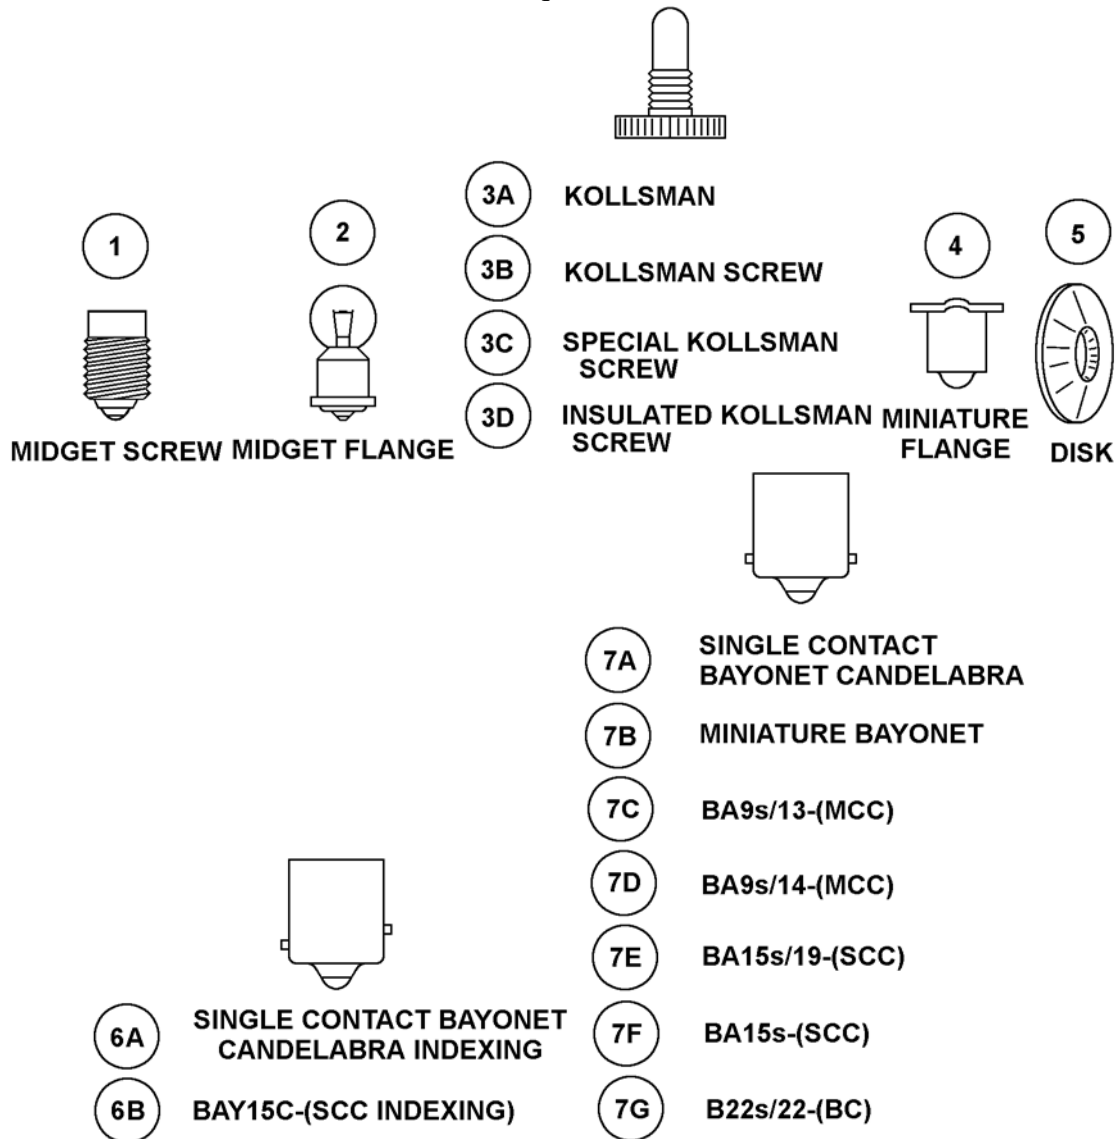 3A KOLLSMAN
3B KOLLSMAN SCREW
3C SPECIAL KOLLSMAN
SCREW
3D INSULATED KOLLSMAN
SCREW
1
MIDGET SCREW
2
MIDGET FLANGE
4
MINIATURE
FLANGE
5
DISK
7A SINGLE CONTACT
BAYONET CANDELABRA
7B MINIATURE BAYONET
7C BA9s/13-(MCC)
7D BA9s/14-(MCC)
7E BA15s/19-(SCC)
7F BA15s-(SCC)
7G B22s/22-(BC)
6A SINGLE CONTACT BAYONET
CANDELABRA INDEXING
6B BAY15C-(SCC INDEXING)